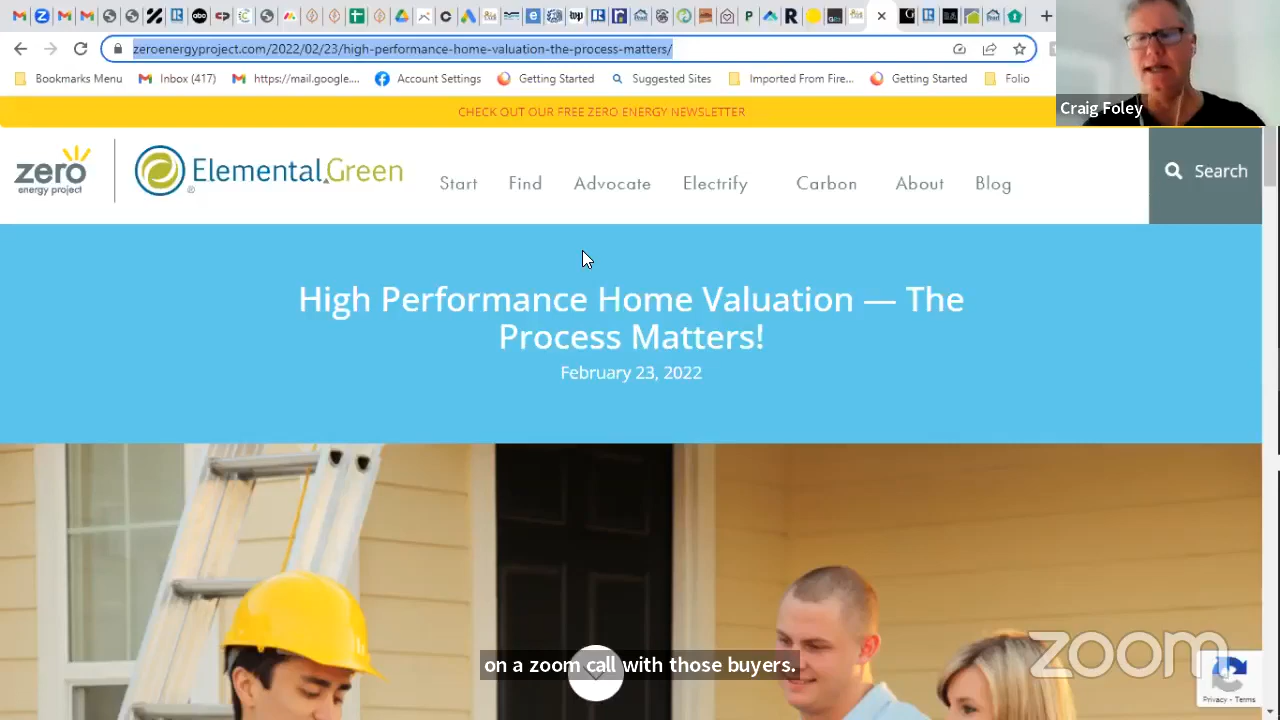 zeroenergyproject.com/2022/02/23/high-performance-home-valuation-the-process-matters/
Bookmarks Menu
Inbox (417)
https://mail.google....
Account Settings
Getting Started
Suggested Sites
Imported From Fire...
Getting Started
Folio
Craig Foley
CHECK OUT OUR FREE ZERO ENERGY NEWSLETTER
zero
energy project
Elemental Green
®
Start
Find
Advocate
Electrify
Carbon
About
Blog
Search
High Performance Home Valuation — The
Process Matters!
February 23, 2022
on a zoom call with those buyers.
zoom
Privacy - Terms